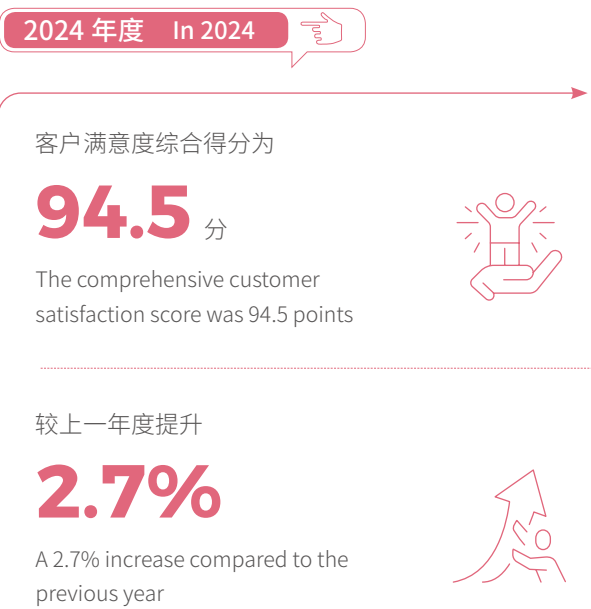 2024 年度 In 2024
客户满意度综合得分为
94.5 分
The comprehensive customer
satisfaction score was 94.5 points
较上一年度提升
2.7%
A 2.7% increase compared to the
previous year